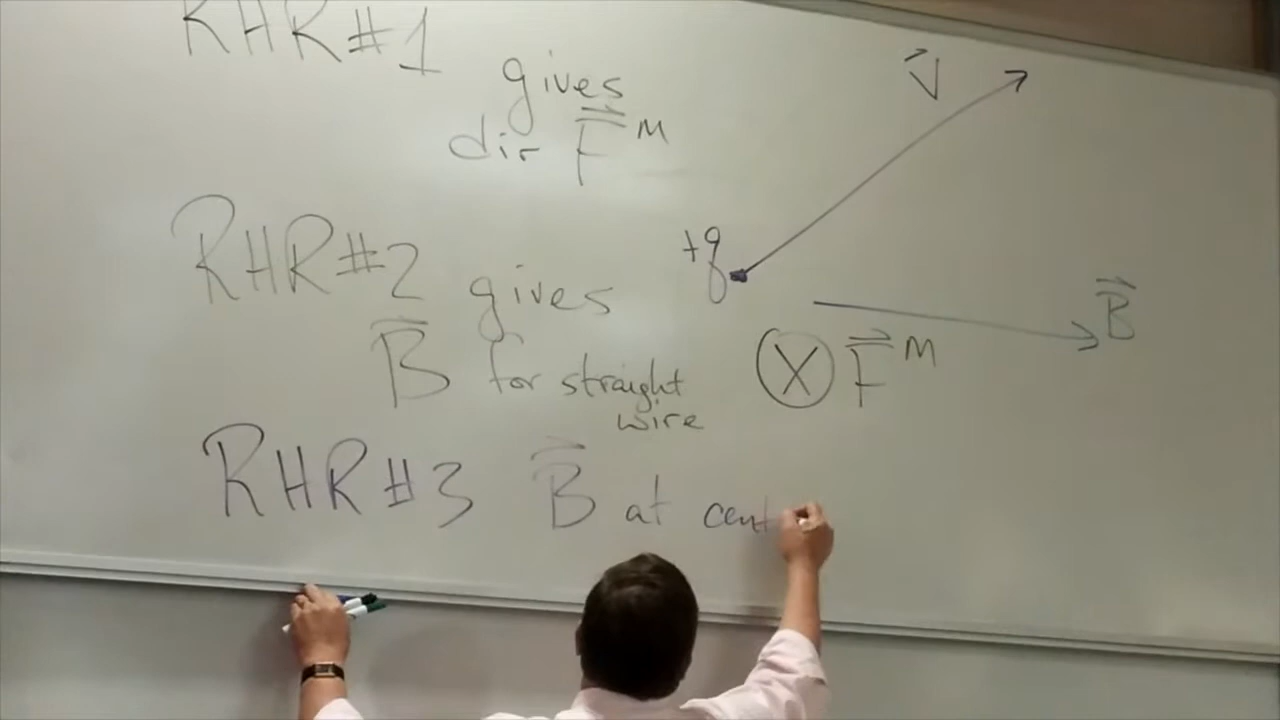 RHR#1
gives
dir F M
RHR#2 gives
B for straight
wire
RHR#3 B at cent
V
+q
B
X F M